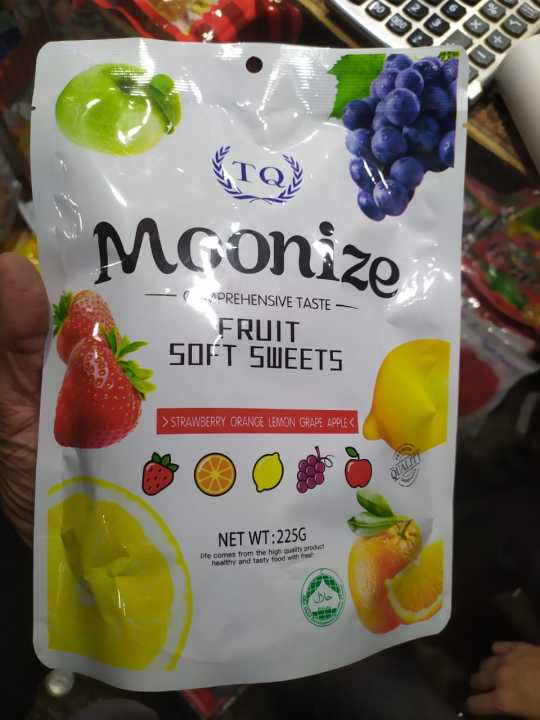 TQ
Moonize
COMPREHENSIVE TASTE
FRUIT
SOFT SWEETS
>STRAWBERRY ORANGE LEMON GRAPE APPLE<
QUALITY
NET WT:225G
life comes from the high quality product
healthy and tasty food with fresh
حلال